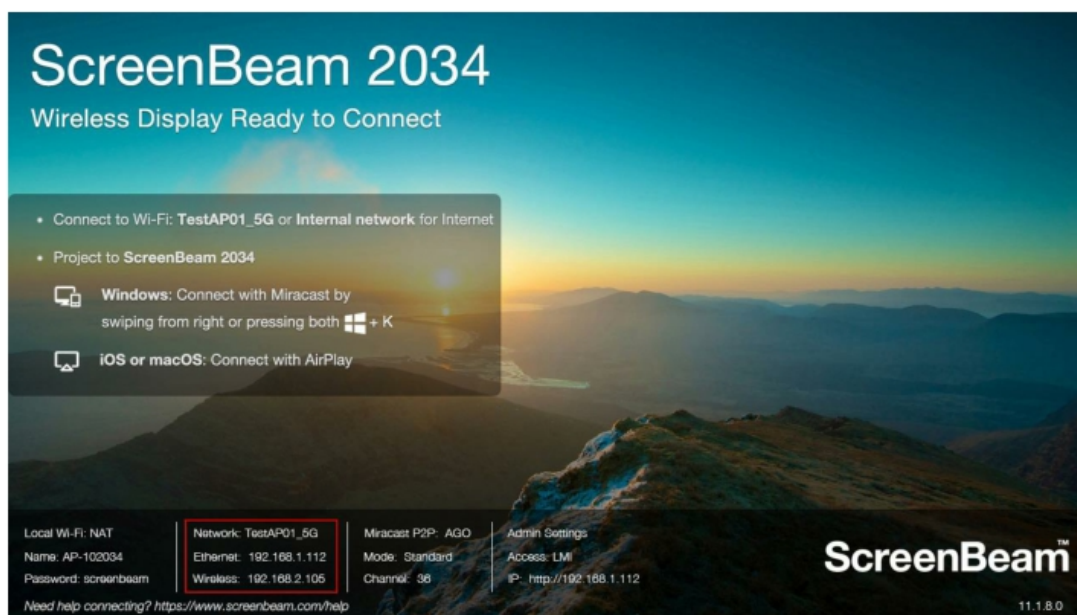 ScreenBeam 2034
Wireless Display Ready to Connect
• Connect to Wi-Fi: TestAP01_5G or Internal network for Internet
• Project to ScreenBeam 2034
Windows: Connect with Miracast by
swiping from right or pressing both + K
iOS or macOS: Connect with AirPlay
Local Wi-Fi: NAT
Name: AP-102034
Password: screenbeam
Network: TestAP01_5G
Ethernet: 192.168.1.112
Wireless: 192.168.2.105
Miracast P2P: AGO
Mode: Standard
Channel: 36
Admin Settings
Access: LMI
IP: http://192.168.1.112
ScreenBeam™
Need help connecting? https://www.screenbeam.com/help
11.1.8.0